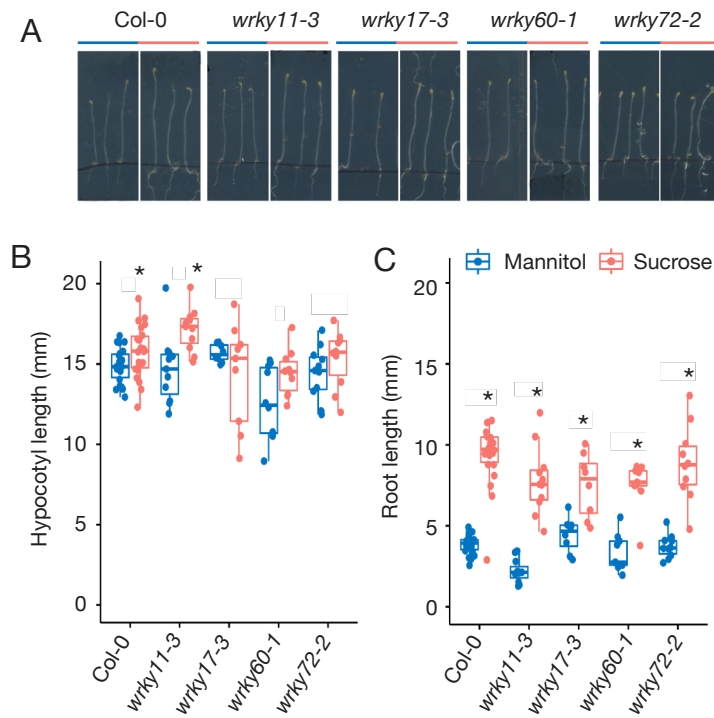 A
Col-0 wrky11-3 wrky17-3 wrky60-1 wrky72-2
B
Hypocotyl length (mm)
20
15
10
5
0
* *
Col-0 wrky11-3 wrky17-3 wrky60-1 wrky72-2
C
Mannitol Sucrose
Root length (mm)
20
15
10
5
0
* * * * *
Col-0 wrky11-3 wrky17-3 wrky60-1 wrky72-2